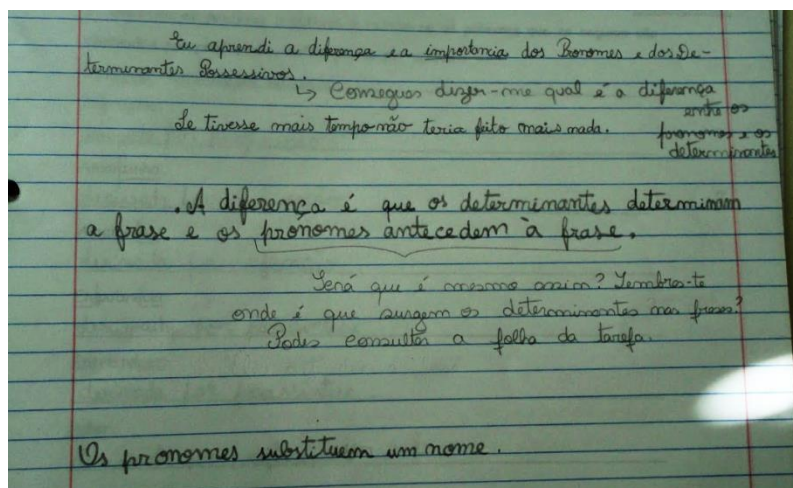 Eu aprendi a diferença e a importancia dos Pronomes e dos De-
terminantes Possessivos.
↳ Consegues dizer-me qual é a diferença
entre os
pronomes e os
determinantes
Se tivesse mais tempo não teria feito mais nada.
. A diferença é que os determinantes determinam
a frase e os pronomes antecedem à frase.
Será que é mesmo assim? Lembras-te
onde é que surgem os determinantes nas frases?
Podes consultar a folha da tarefa.
Os pronomes substituem um nome.